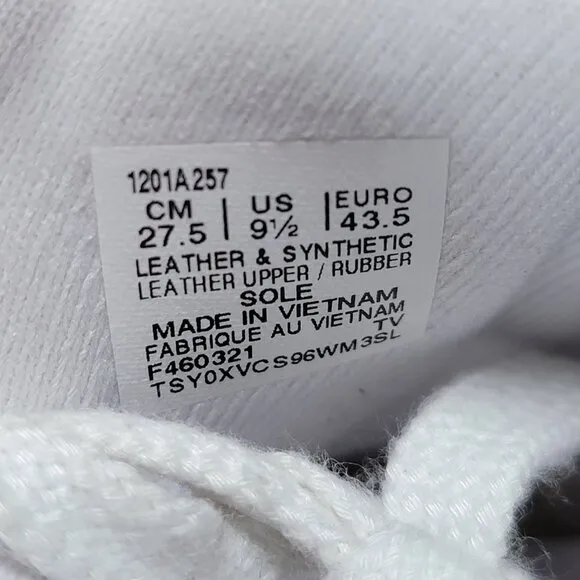 1201A257
CM | US | EURO
27.5 | 9½ | 43.5
LEATHER & SYNTHETIC
LEATHER UPPER / RUBBER
SOLE
MADE IN VIETNAM
FABRIQUE AU VIETNAM
F460321 TV
TSY0XVCS96WM3SL